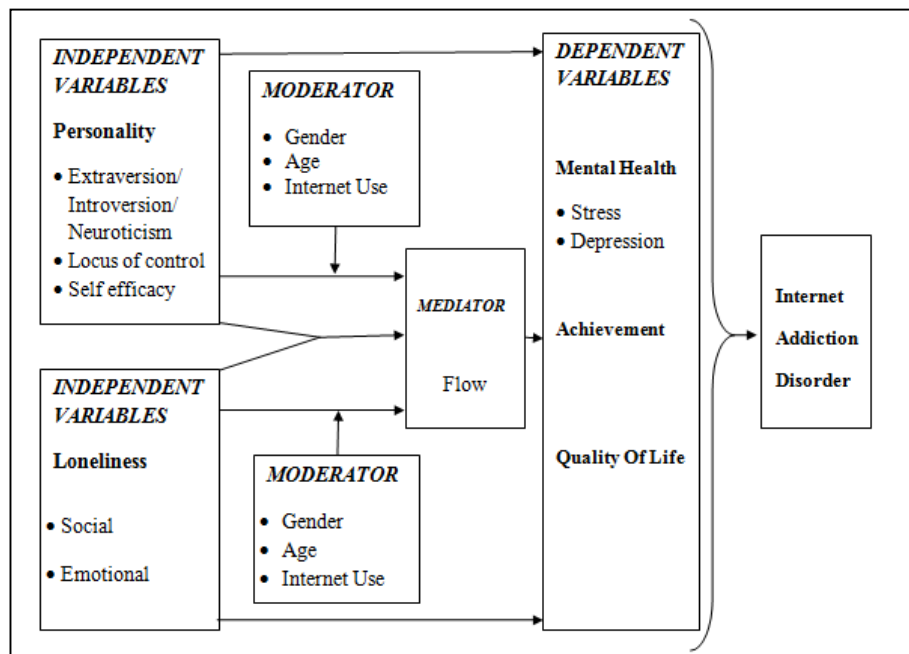 INDEPENDENT
VARIABLES
Personality
• Extraversion/
Introversion/
Neuroticism
• Locus of control
• Self efficacy
MODERATOR
• Gender
• Age
• Internet Use
INDEPENDENT
VARIABLES
Loneliness
• Social
• Emotional
MODERATOR
• Gender
• Age
• Internet Use
MEDIATOR
Flow
DEPENDENT
VARIABLES
Mental Health
• Stress
• Depression
Achievement
Quality Of Life
Internet
Addiction
Disorder